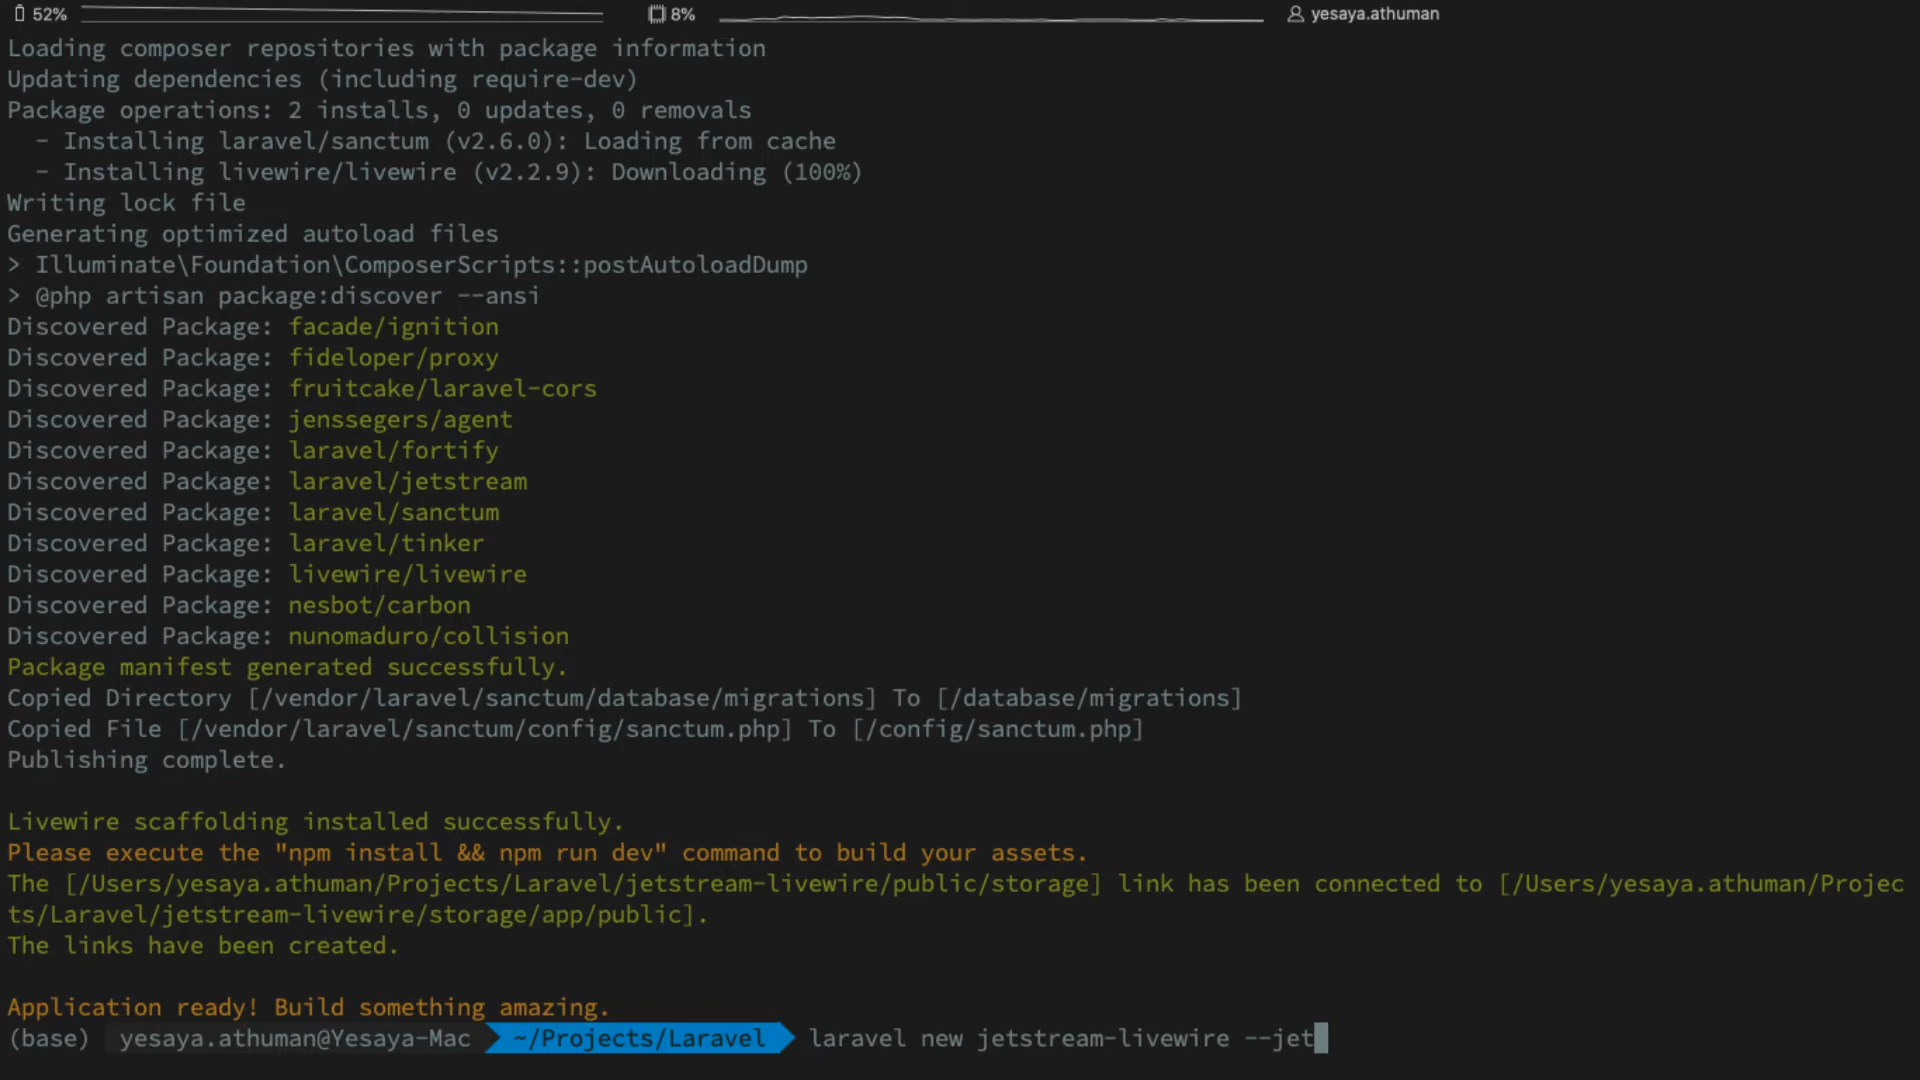 52% 8% yesaya.athuman
Loading composer repositories with package information
Updating dependencies (including require-dev)
Package operations: 2 installs, 0 updates, 0 removals
  - Installing laravel/sanctum (v2.6.0): Loading from cache
  - Installing livewire/livewire (v2.2.9): Downloading (100%)
Writing lock file
Generating optimized autoload files
> Illuminate\Foundation\ComposerScripts::postAutoloadDump
> @php artisan package:discover --ansi
Discovered Package: facade/ignition
Discovered Package: fideloper/proxy
Discovered Package: fruitcake/laravel-cors
Discovered Package: jenssegers/agent
Discovered Package: laravel/fortify
Discovered Package: laravel/jetstream
Discovered Package: laravel/sanctum
Discovered Package: laravel/tinker
Discovered Package: livewire/livewire
Discovered Package: nesbot/carbon
Discovered Package: nunomaduro/collision
Package manifest generated successfully.
Copied Directory [/vendor/laravel/sanctum/database/migrations] To [/database/migrations]
Copied File [/vendor/laravel/sanctum/config/sanctum.php] To [/config/sanctum.php]
Publishing complete.
Livewire scaffolding installed successfully.
Please execute the "npm install && npm run dev" command to build your assets.
The [/Users/yesaya.athuman/Projects/Laravel/jetstream-livewire/public/storage] link has been connected to [/Users/yesaya.athuman/Projec
ts/Laravel/jetstream-livewire/storage/app/public].
The links have been created.
Application ready! Build something amazing.
(base) yesaya.athuman@Yesaya-Mac ~/Projects/Laravel laravel new jetstream-livewire --jet